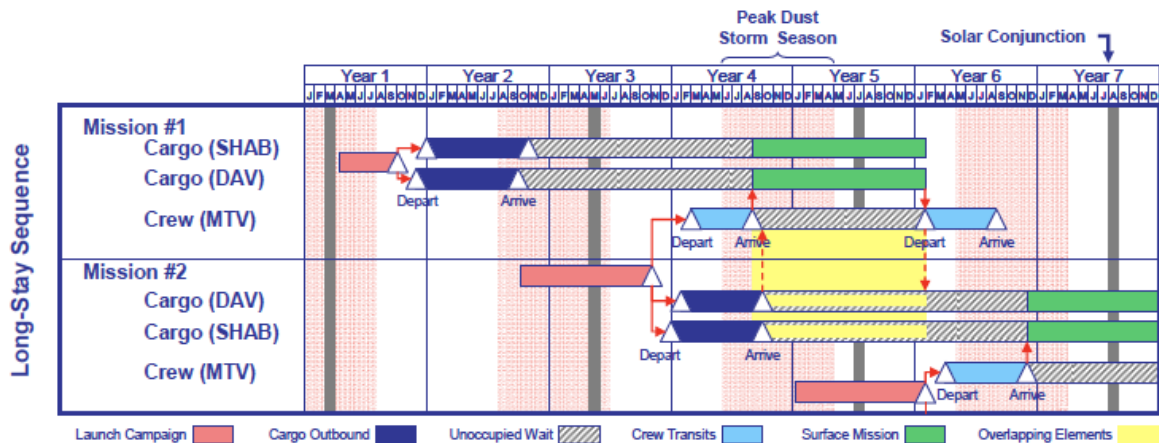 Peak Dust
Storm Season
Solar Conjunction
Year 1 Year 2 Year 3 Year 4 Year 5 Year 6 Year 7
J F M A M J J A S O N D J F M A M J J A S O N D J F M A M J J A S O N D J F M A M J J A S O N D J F M A M J J A S O N D J F M A M J J A S O N D J F M A M J J A S O N D
Long-Stay Sequence
Mission #1
Cargo (SHAB)
Cargo (DAV)
Depart Arrive
Crew (MTV)
Depart Arrive Depart Arrive
Mission #2
Cargo (DAV)
Cargo (SHAB)
Depart Arrive
Crew (MTV)
Depart Arrive
Launch Campaign Cargo Outbound Unoccupied Wait Crew Transits Surface Mission Overlapping Elements